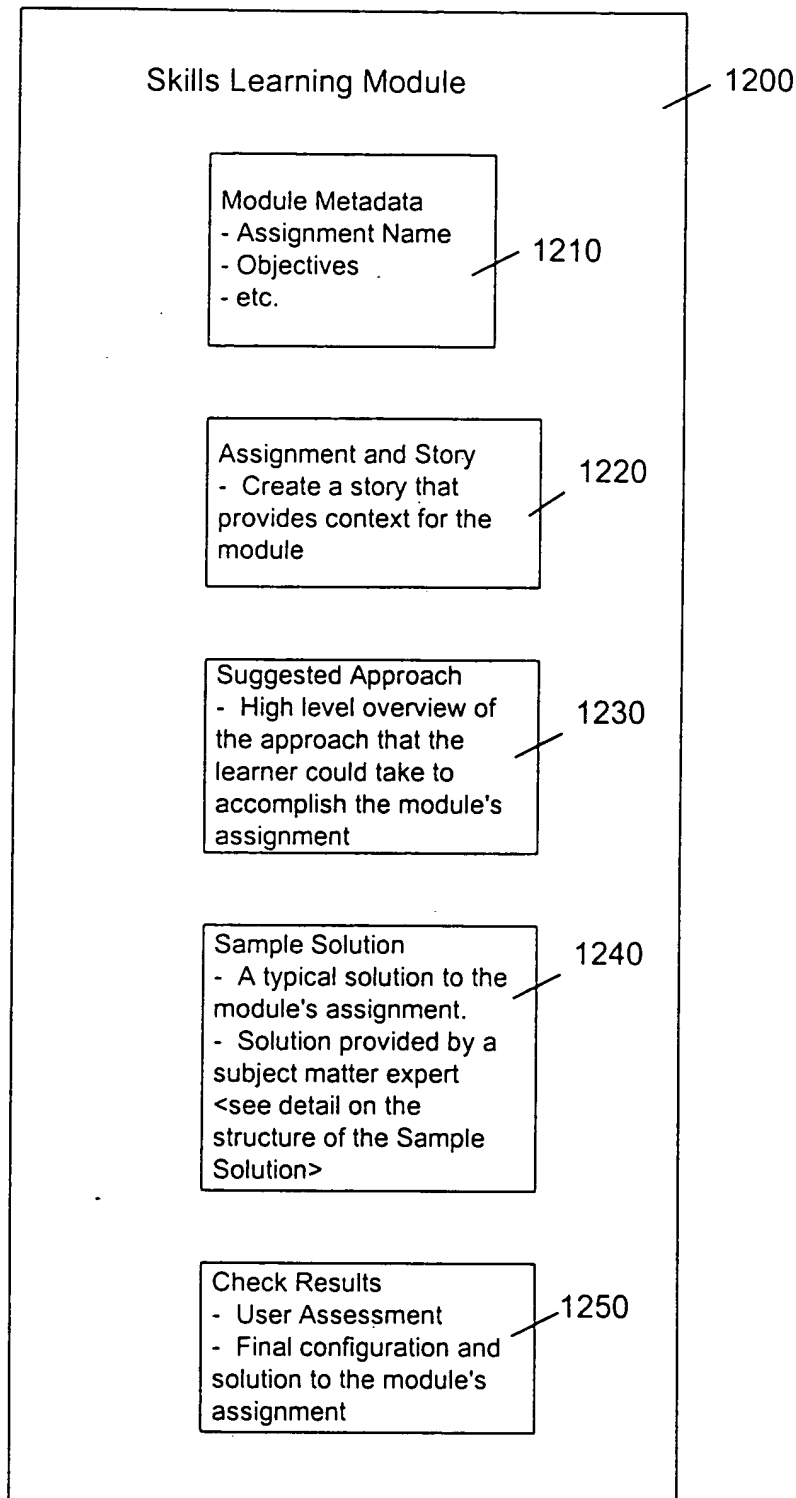 Skills Learning Module
1200
Module Metadata
- Assignment Name
- Objectives
- etc.
1210
Assignment and Story
- Create a story that
provides context for the
module
1220
Suggested Approach
- High level overview of
the approach that the
learner could take to
accomplish the module's
assignment
1230
Sample Solution
- A typical solution to the
module's assignment.
- Solution provided by a
subject matter expert
<see detail on the
structure of the Sample
Solution>
1240
Check Results
- User Assessment
- Final configuration and
solution to the module's
assignment
1250